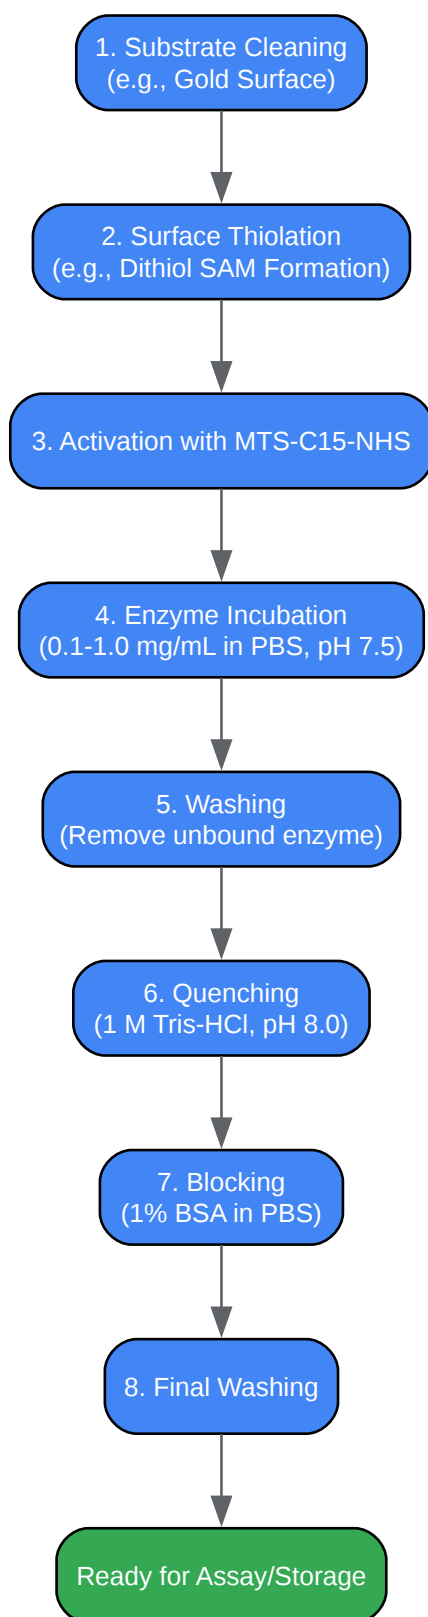 1. Substrate Cleaning
(e.g., Gold Surface)
2. Surface Thiolation
(e.g., Dithiol SAM Formation)
3. Activation with MTS-C15-NHS
4. Enzyme Incubation
(0.1-1.0 mg/mL in PBS, pH 7.5)
5. Washing
(Remove unbound enzyme)
6. Quenching
(1 M Tris-HCl, pH 8.0)
7. Blocking
(1% BSA in PBS)
8. Final Washing
Ready for Assay/Storage